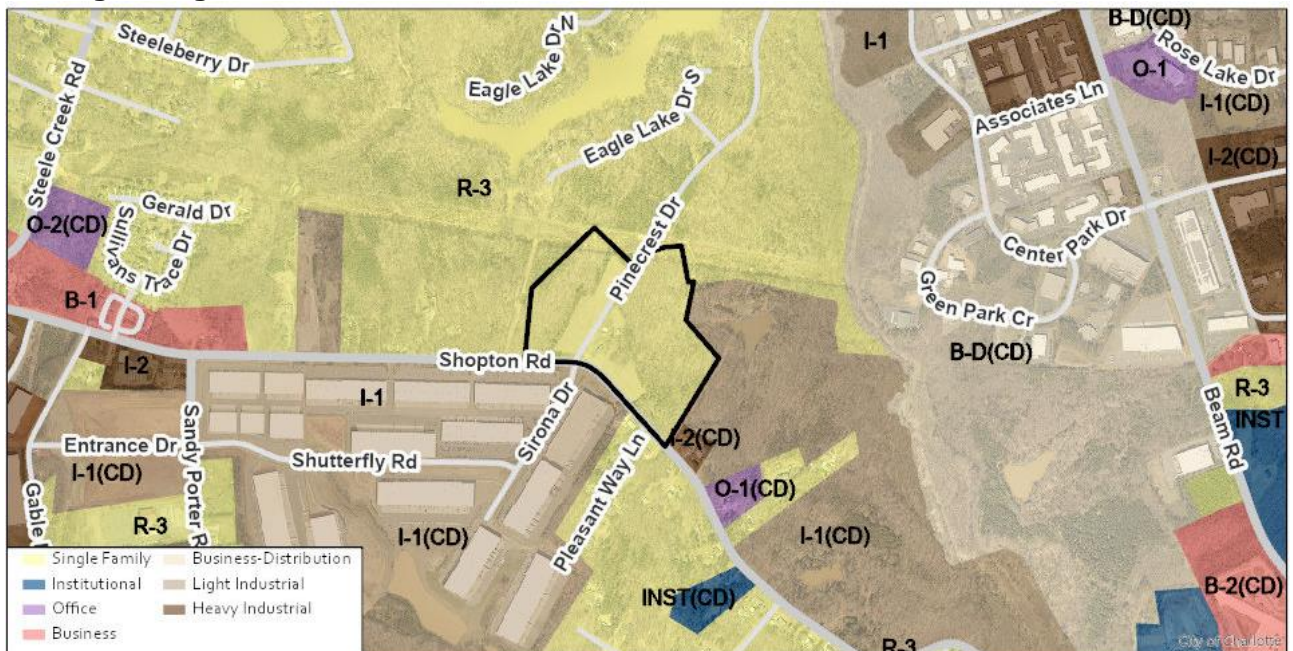 B-D(CD)
Rose Lake Dr
Steeleberry Dr
Eagle Lake Dr N
I-1
O-1
Associates Ln
I-1(CD)
Steele Creek Rd
Eagle Lake Dr S
I-2(CD)
R-3
Gerald Dr
O-2(CD)
Sullivans Trace Dr
Pinecrest Dr
Center Park Dr
Green Park Cr
B-1
B-D(CD)
Shopton Rd
I-2
I-1
R-3
INST
Beam Rd
Sirona Dr
Sandy Porter R
Entrance Dr
Shutterfly Rd
I-2(CD)
Pleasant Way Ln
I-1(CD)
Gable
O-1(CD)
R-3
I-1(CD)
I-1(CD)
B-2(CD)
INST(CD)
R-3
Single Family
Business-Distribution
Institutional
Light Industrial
Office
Heavy Industrial
Business
City of Charlotte